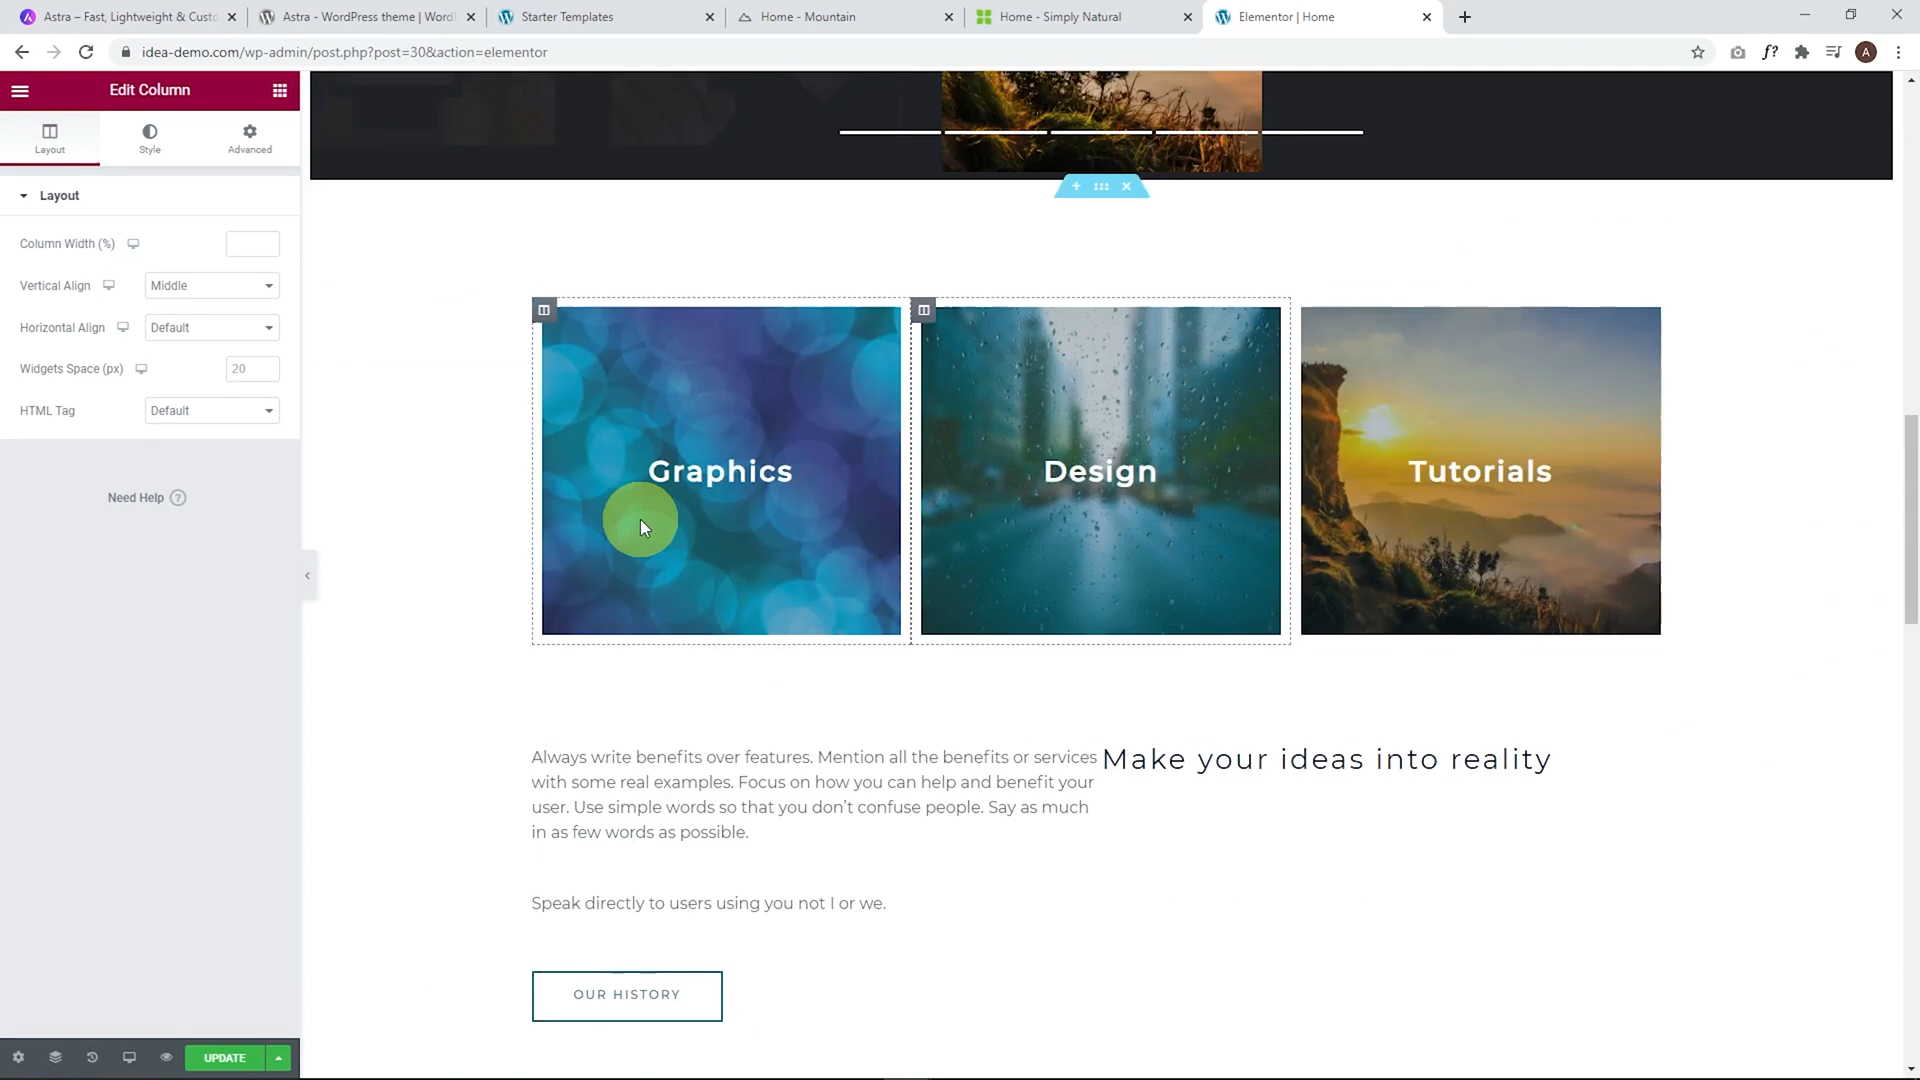 Astra – Fast, Lightweight & Custo
Astra - WordPress theme | WordP
Starter Templates
Home - Mountain
Home - Simply Natural
Elementor | Home
idea-demo.com/wp-admin/post.php?post=30&action=elementor
f?
A
Edit Column
Layout
Style
Advanced
Layout
Column Width (%)
Vertical Align
Middle
Horizontal Align
Default
Widgets Space (px)
20
HTML Tag
Default
Need Help ?
Graphics
Design
Tutorials
Always write benefits over features. Mention all the benefits or services
with some real examples. Focus on how you can help and benefit your
user. Use simple words so that you don't confuse people. Say as much
in as few words as possible.
Make your ideas into reality
Speak directly to users using you not I or we.
OUR HISTORY
UPDATE